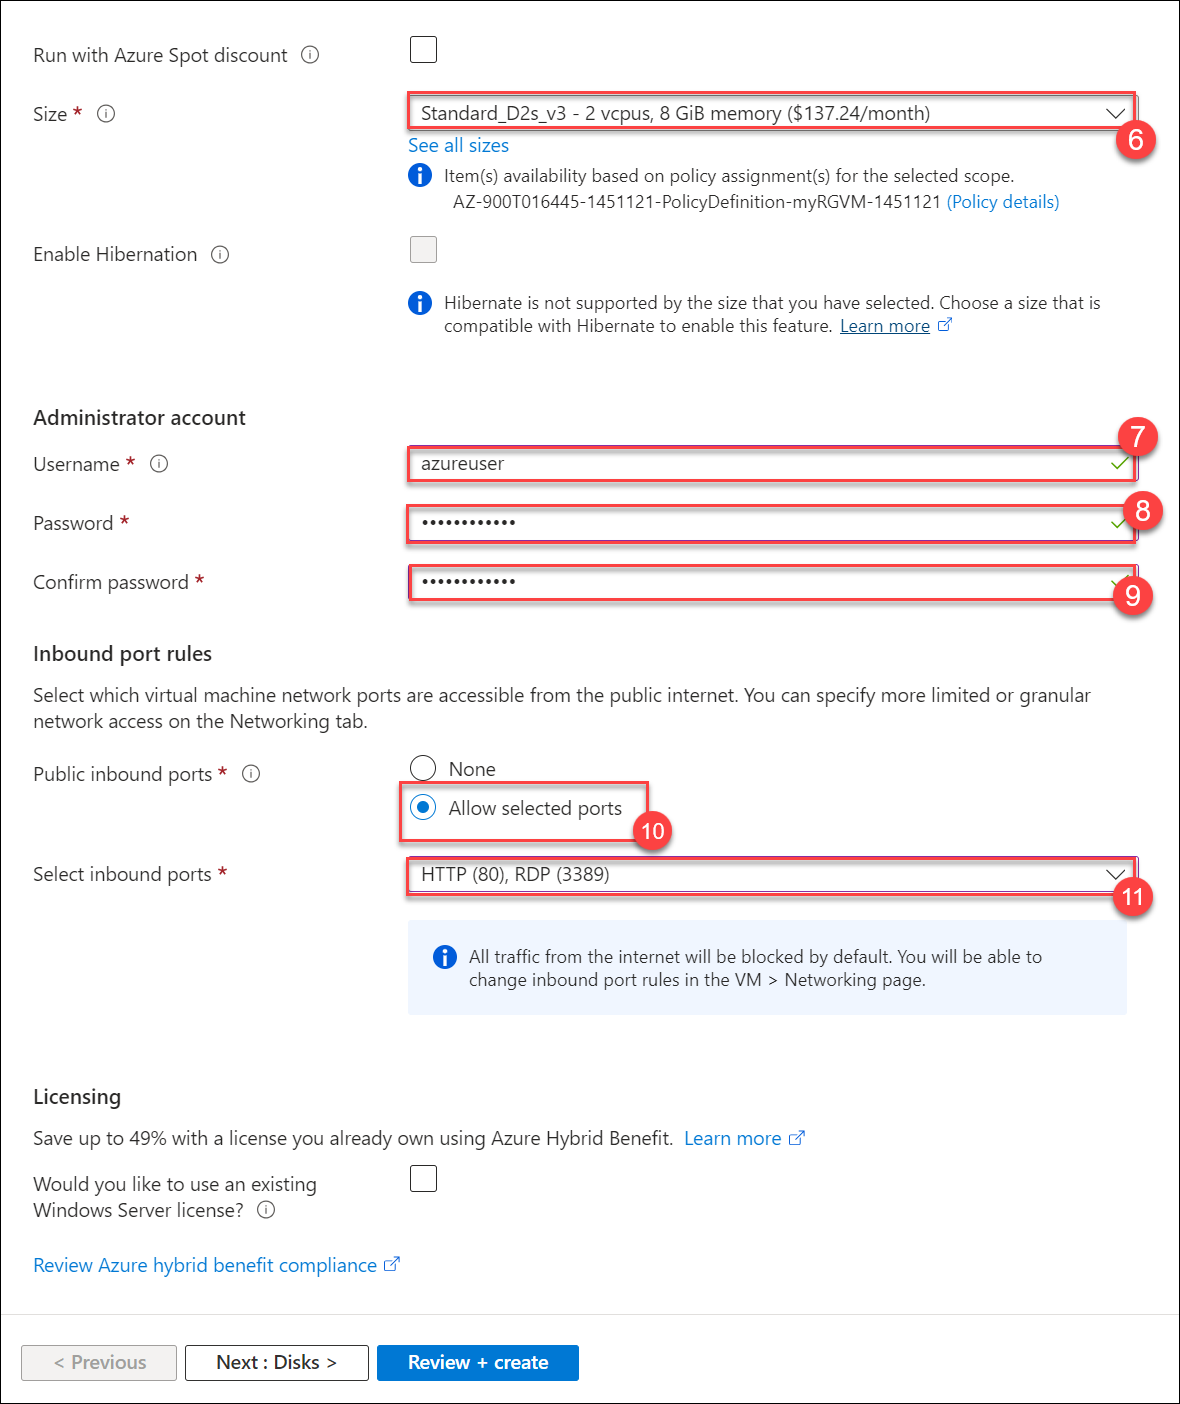 Run with Azure Spot discount
Size *
Standard_D2s_v3 - 2 vcpus, 8 GiB memory ($137.24/month)
6
See all sizes
Item(s) availability based on policy assignment(s) for the selected scope.
AZ-900T016445-1451121-PolicyDefinition-myRGVM-1451121 (Policy details)
Enable Hibernation
Hibernate is not supported by the size that you have selected. Choose a size that is
compatible with Hibernate to enable this feature. Learn more
Administrator account
7
Username *
azureuser
8
Password *
••••••••••••
Confirm password *
••••••••••••
9
Inbound port rules
Select which virtual machine network ports are accessible from the public internet. You can specify more limited or granular
network access on the Networking tab.
Public inbound ports *
None
Allow selected ports
10
Select inbound ports *
HTTP (80), RDP (3389)
11
All traffic from the internet will be blocked by default. You will be able to
change inbound port rules in the VM > Networking page.
Licensing
Save up to 49% with a license you already own using Azure Hybrid Benefit. Learn more
Would you like to use an existing
Windows Server license?
Review Azure hybrid benefit compliance
< Previous
Next : Disks >
Review + create